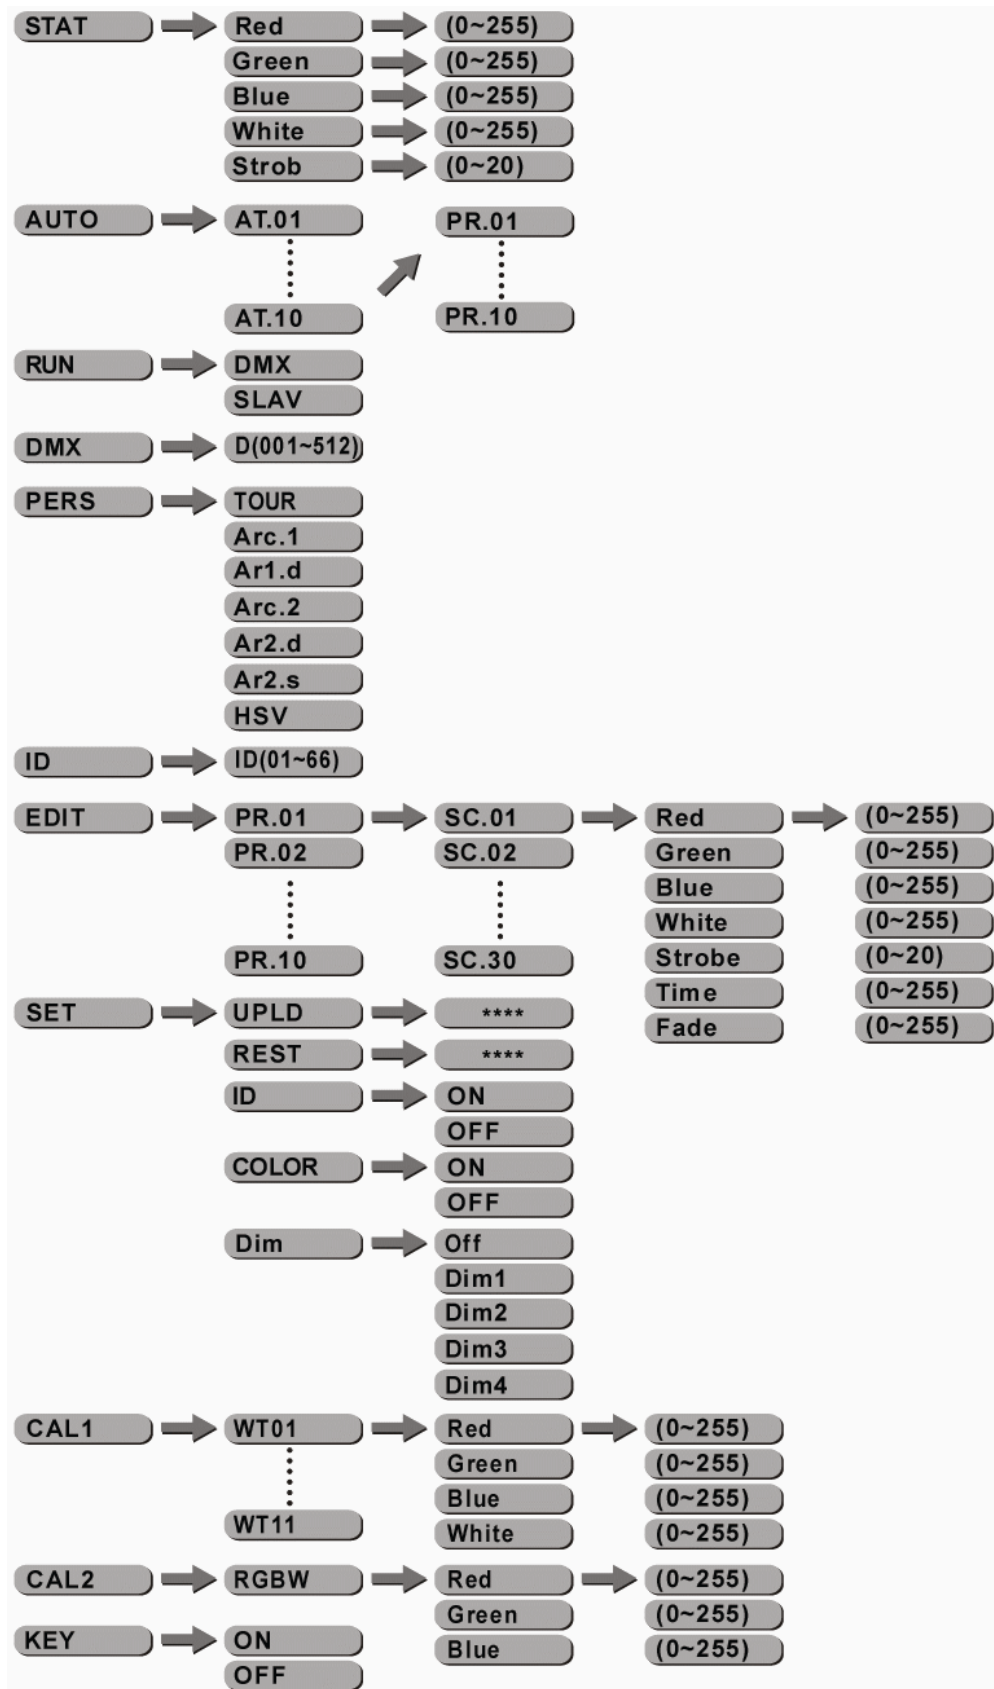 STAT Red (0~255)
Green (0~255)
Blue (0~255)
White (0~255)
Strob (0~20)
AUTO AT.01 PR.01
AT.10 PR.10
RUN DMX
SLAV
DMX D(001~512)
PERS TOUR
Arc.1
Ar1.d
Arc.2
Ar2.d
Ar2.s
HSV
ID ID(01~66)
EDIT PR.01 SC.01 Red (0~255)
PR.02 SC.02 Green (0~255)
Blue (0~255)
White (0~255)
PR.10 SC.30 Strobe (0~20)
Time (0~255)
SET UPLD **** Fade (0~255)
REST ****
ID ON
OFF
COLOR ON
OFF
Dim Off
Dim1
Dim2
Dim3
Dim4
CAL1 WT01 Red (0~255)
Green (0~255)
Blue (0~255)
WT11 White (0~255)
CAL2 RGBW Red (0~255)
Green (0~255)
KEY ON Blue (0~255)
OFF